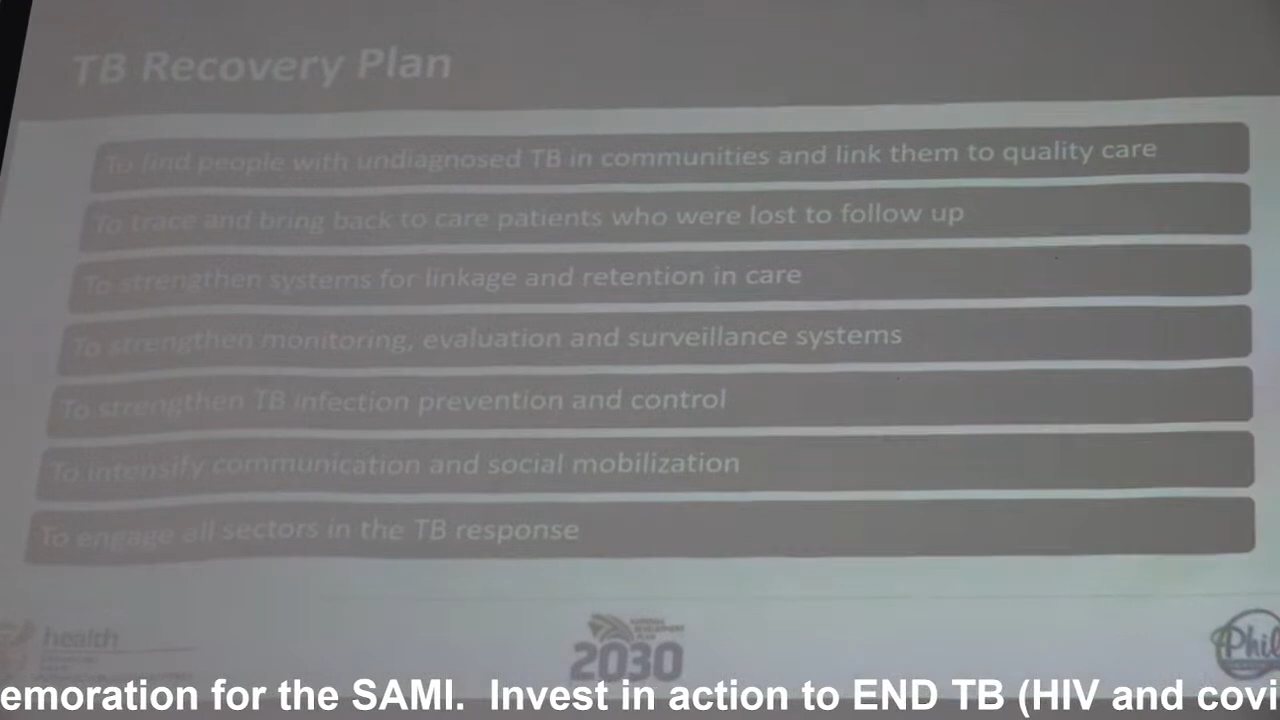 TB Recovery Plan
To find people with undiagnosed TB in communities and link them to quality care
To trace and bring back to care patients who were lost to follow up
To strengthen systems for linkage and retention in care
To strengthen monitoring, evaluation and surveillance systems
To strengthen TB infection prevention and control
To intensify communication and social mobilization
To engage all sectors in the TB response
health
NATIONAL
DEVELOPMENT
PLAN
2030
Phil
emoration for the SAMI. Invest in action to END TB (HIV and covi